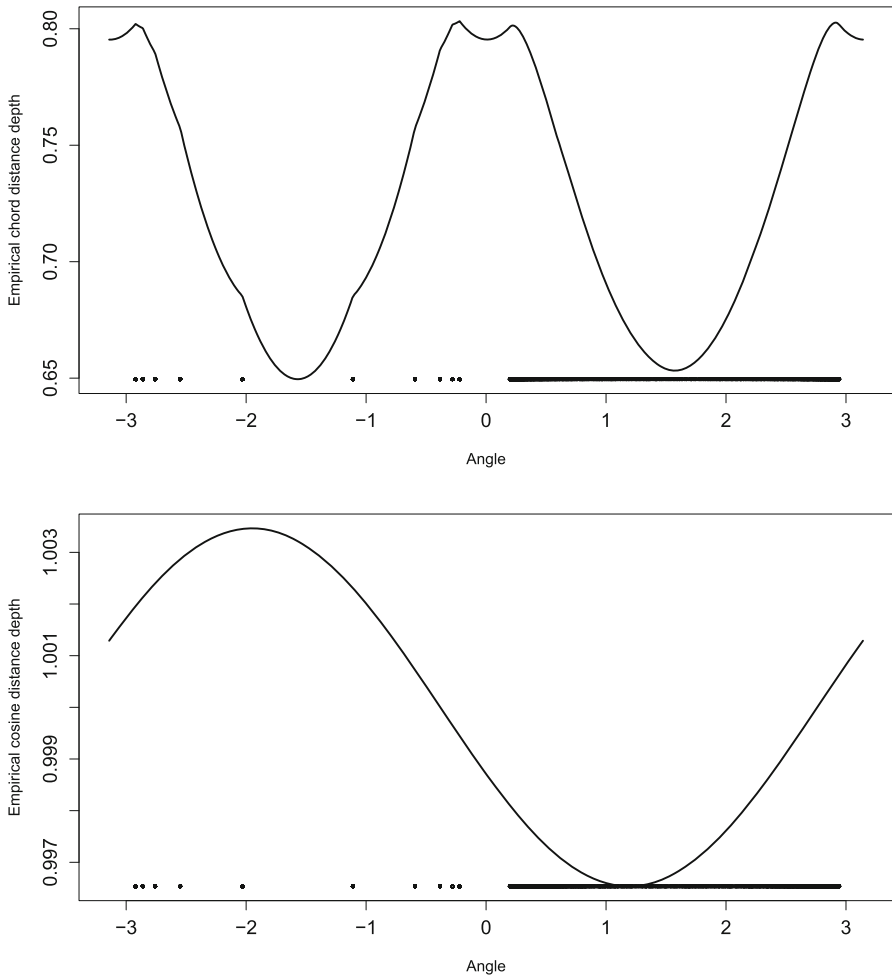 Empirical chord distance depth
0.80
0.75
0.70
0.65
−3 −2 −1 0 1 2 3
Angle
Empirical cosine distance depth
1.003
1.001
0.999
0.997
−3 −2 −1 0 1 2 3
Angle